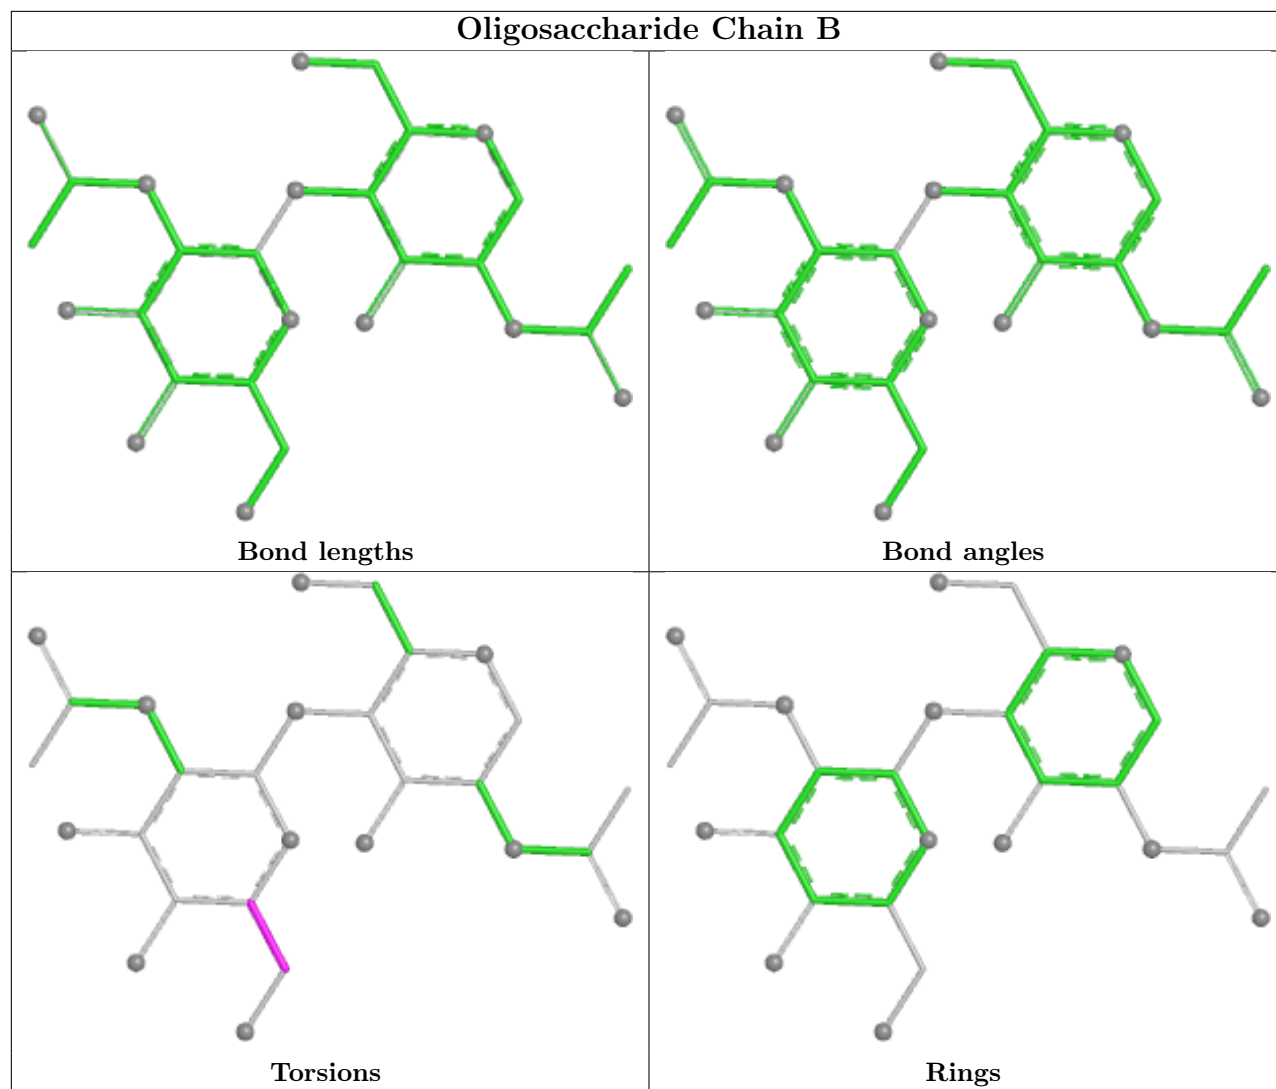 Oligosaccharide Chain B
Bond lengths
Bond angles
Torsions
Rings